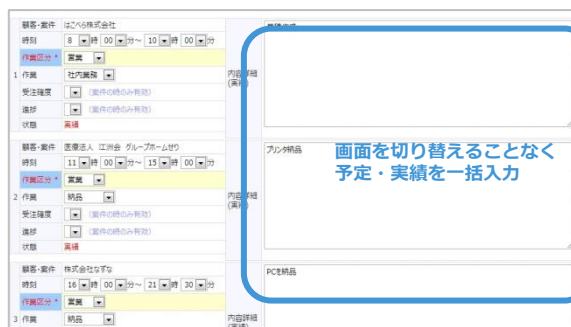 顧客・案件 はこべら株式会社
時刻 8 時 00 分～ 10 時 00 分
作業区分 * 営業
1 作業 社内業務 内容詳細
(実績)
受注確度 (案件の時のみ有効)
進捗 (案件の時のみ有効)
状態 実績
顧客・案件 医療法人 江洲会 グループホームせり
プリンタ納品
時刻 11 時 00 分～ 15 時 00 分
画面を切り替えることなく
予定・実績を一括入力
作業区分 * 営業
2 作業 納品 内容詳細
(実績)
受注確度 (案件の時のみ有効)
進捗 (案件の時のみ有効)
状態 実績
顧客・案件 株式会社なずな
PCを納品
時刻 16 時 00 分～ 21 時 30 分
作業区分 * 営業
3 作業 納品 内容詳細
(実績)